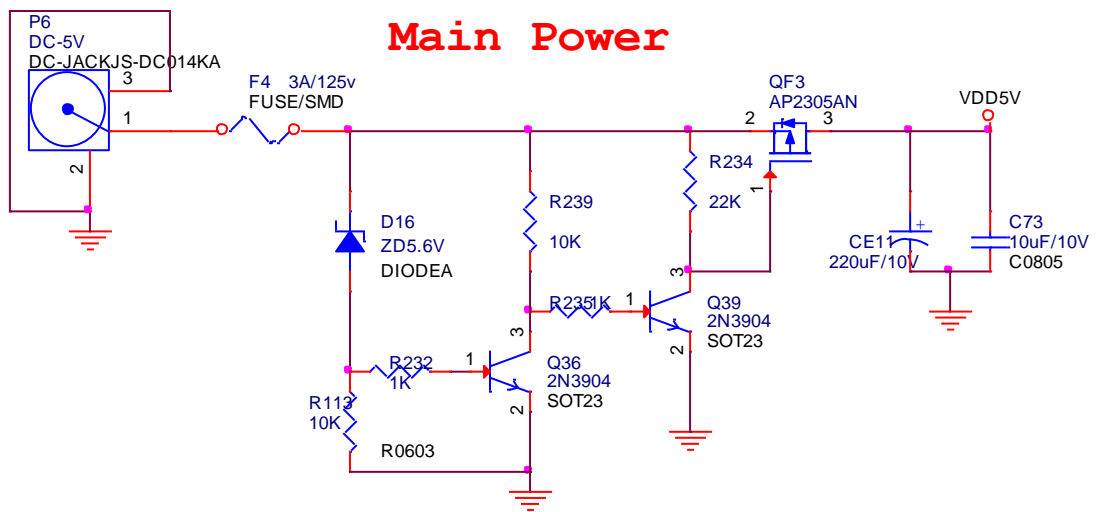 Main Power
P6
DC-5V
DC-JACKJS-DC014KA
3
1
2
F4 3A/125v
FUSE/SMD
QF3
AP2305AN
2
3
1
VDD5V
R234
22K
R239
10K
D16
ZD5.6V
DIODEA
CE11
220uF/10V
+
C73
10uF/10V
C0805
R235 1K
1
3
2
Q39
2N3904
SOT23
R232
1K
1
3
2
Q36
2N3904
SOT23
R113
10K
R0603